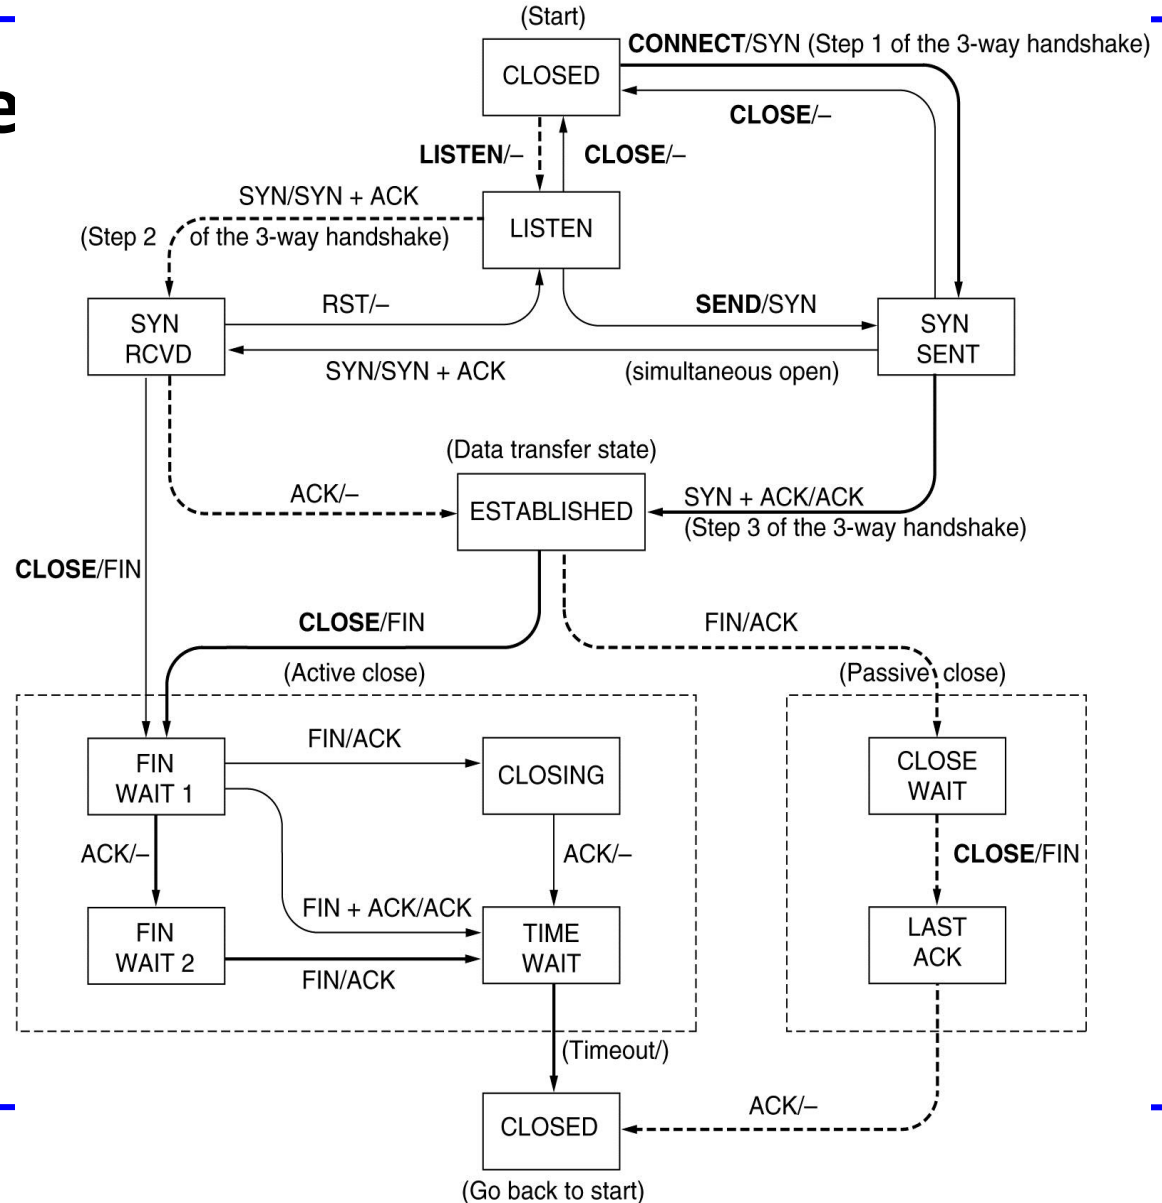 (Start)
CONNECT/SYN (Step 1 of the 3-way handshake)
CLOSED
e
CLOSE/–
LISTEN/–
CLOSE/–
SYN/SYN + ACK
LISTEN
(Step 2 of the 3-way handshake)
RST/–
SEND/SYN
SYN
RCVD
SYN
SENT
SYN/SYN + ACK
(simultaneous open)
(Data transfer state)
ACK/–
ESTABLISHED
SYN + ACK/ACK
(Step 3 of the 3-way handshake)
CLOSE/FIN
CLOSE/FIN
FIN/ACK
(Active close)
(Passive close)
FIN/ACK
FIN
WAIT 1
CLOSING
CLOSE
WAIT
ACK/–
ACK/–
CLOSE/FIN
FIN + ACK/ACK
FIN
WAIT 2
TIME
WAIT
LAST
ACK
FIN/ACK
(Timeout/)
ACK/–
CLOSED
(Go back to start)